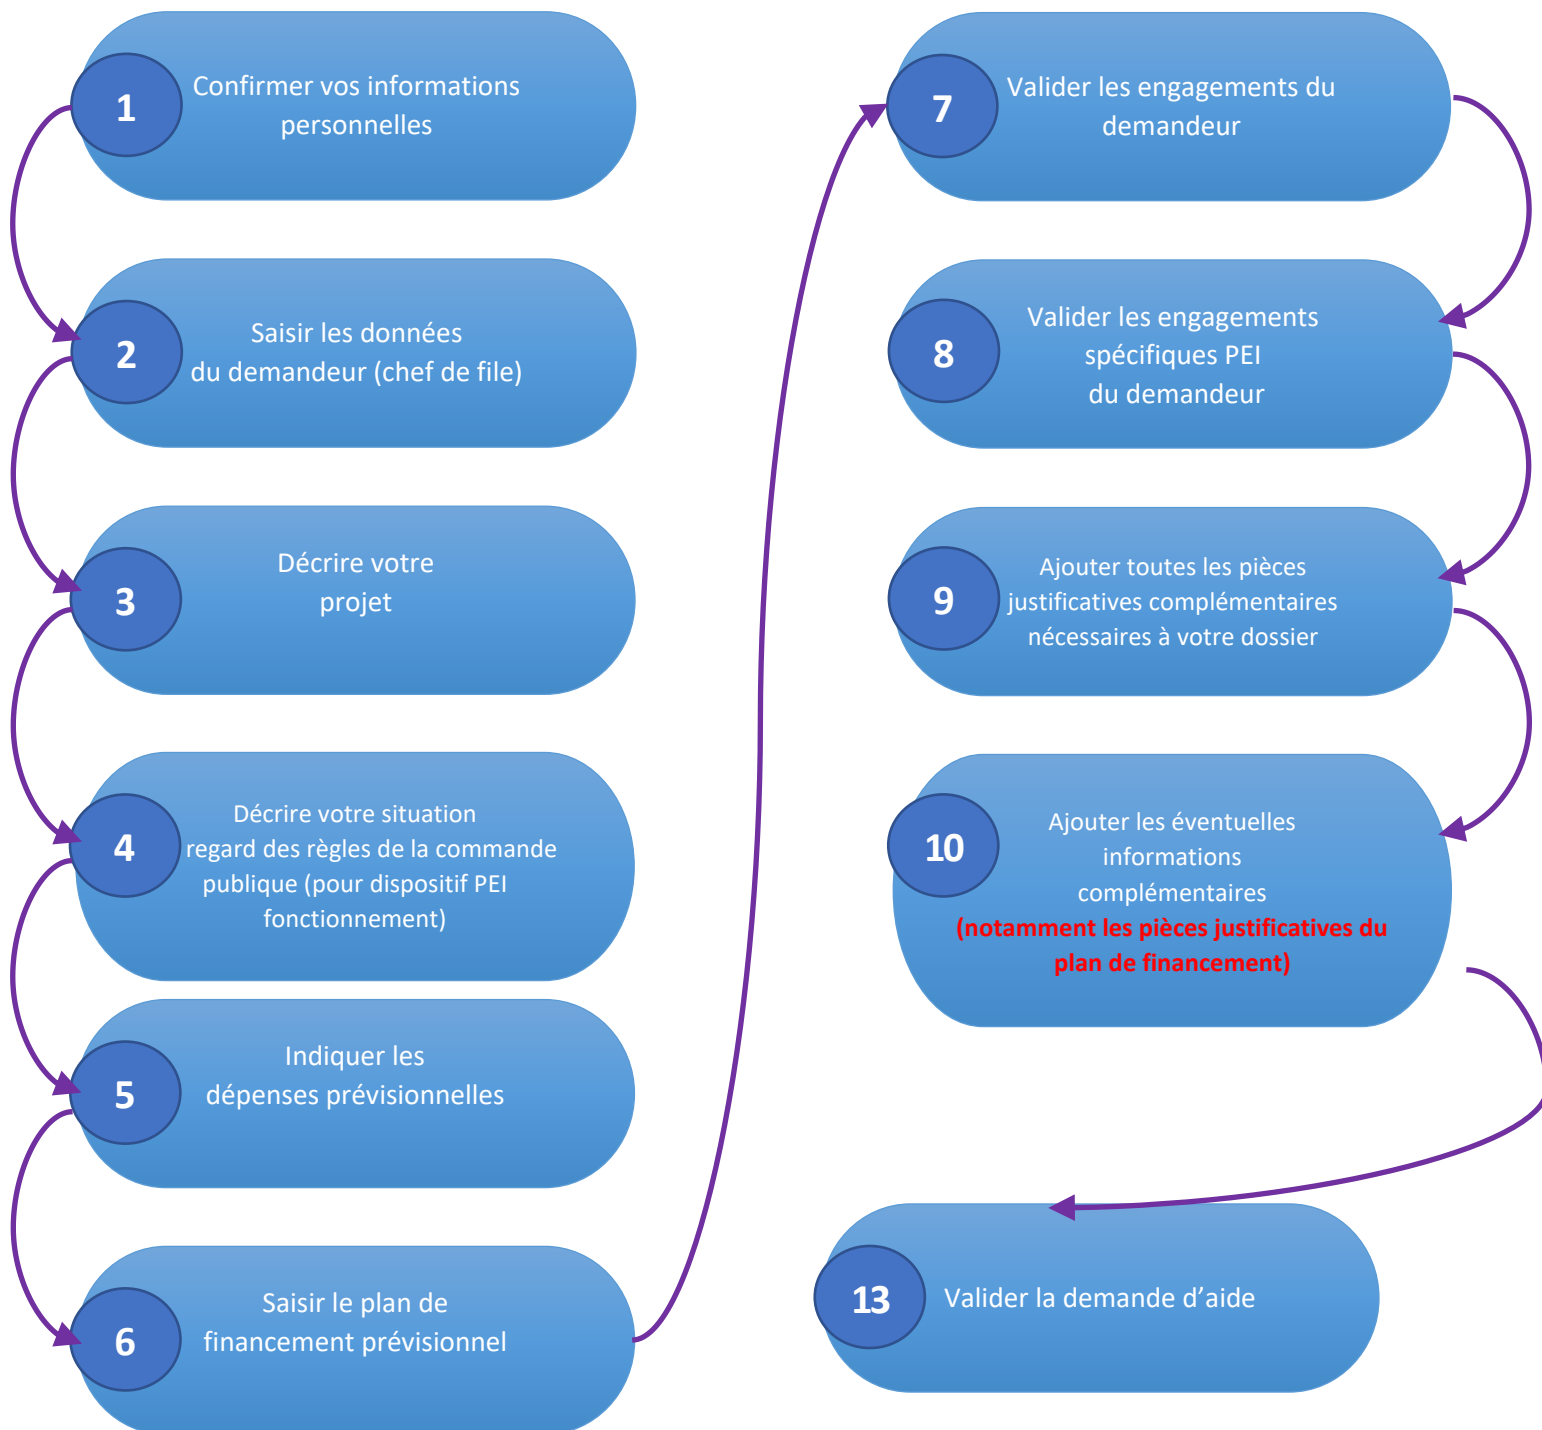 1
Confirmer vos informations
personnelles
2
Saisir les données
du demandeur (chef de file)
3
Décrire votre
projet
4
Décrire votre situation
regard des règles de la commande
publique (pour dispositif PEI
fonctionnement)
5
Indiquer les
dépenses prévisionnelles
6
Saisir le plan de
financement prévisionnel
7
Valider les engagements du
demandeur
8
Valider les engagements
spécifiques PEI
du demandeur
9
Ajouter toutes les pièces
justificatives complémentaires
nécessaires à votre dossier
10
Ajouter les éventuelles
informations
complémentaires
(notamment les pièces justificatives du
plan de financement)
13
Valider la demande d’aide